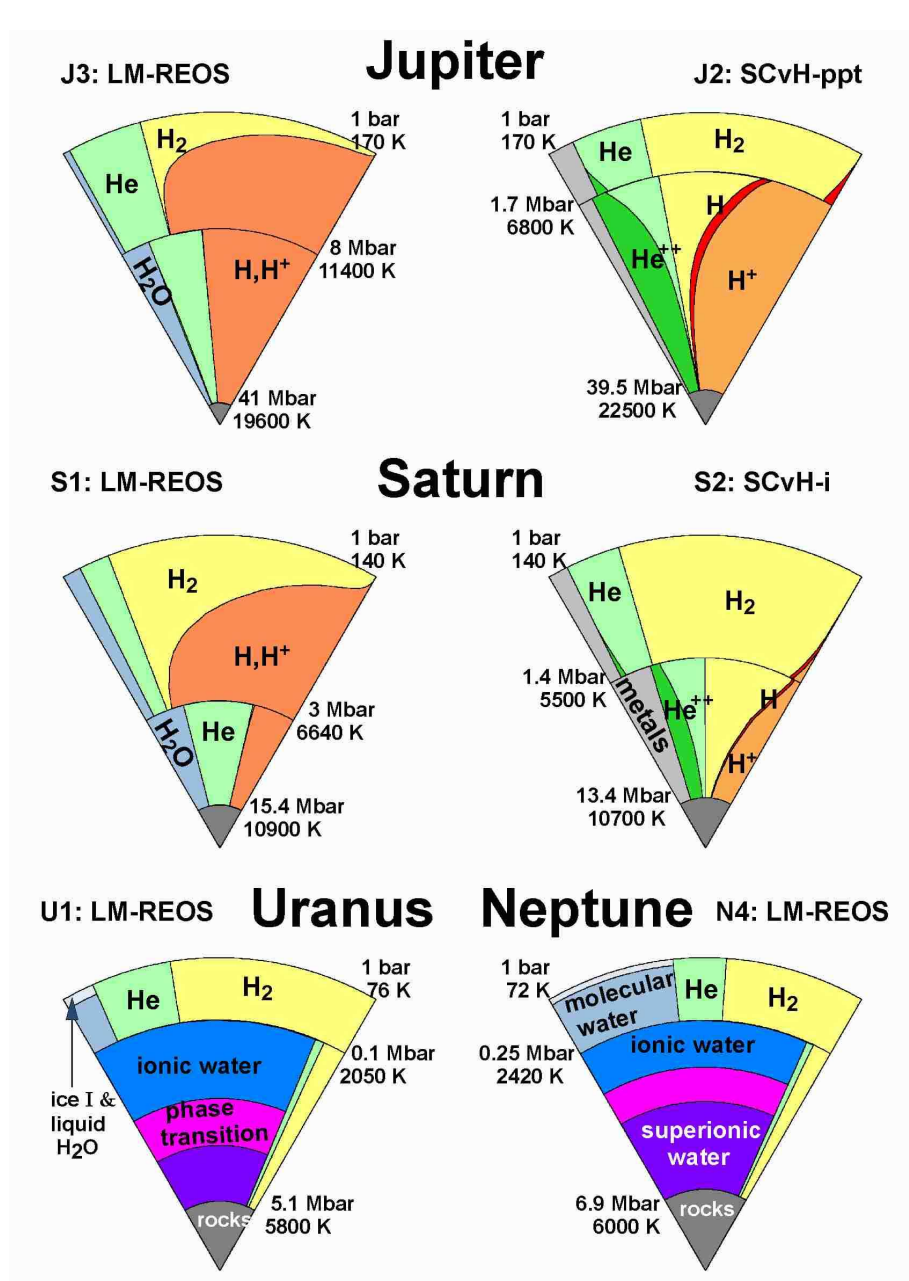 Jupiter
J3: LM-REOS
J2: SCvH-ppt
1 bar
170 K
H2
He
8 Mbar
11400 K
H2O
H,H+
41 Mbar
19600 K
1 bar
170 K
He
H2
1.7 Mbar
6800 K
H
He++
H+
39.5 Mbar
22500 K
Saturn
S1: LM-REOS
S2: SCvH-i
1 bar
140 K
H2
H,H+
3 Mbar
6640 K
H2O
He
15.4 Mbar
10900 K
1 bar
140 K
He
H2
1.4 Mbar
5500 K
metals
He++
H
H+
13.4 Mbar
10700 K
Uranus
Neptune
U1: LM-REOS
N4: LM-REOS
1 bar
76 K
He
H2
0.1 Mbar
2050 K
ionic water
ice I &
liquid
H2O
phase
transition
5.1 Mbar
5800 K
rocks
1 bar
72 K
molecular
water
He
H2
0.25 Mbar
2420 K
ionic water
superionic
water
6.9 Mbar
6000 K
rocks